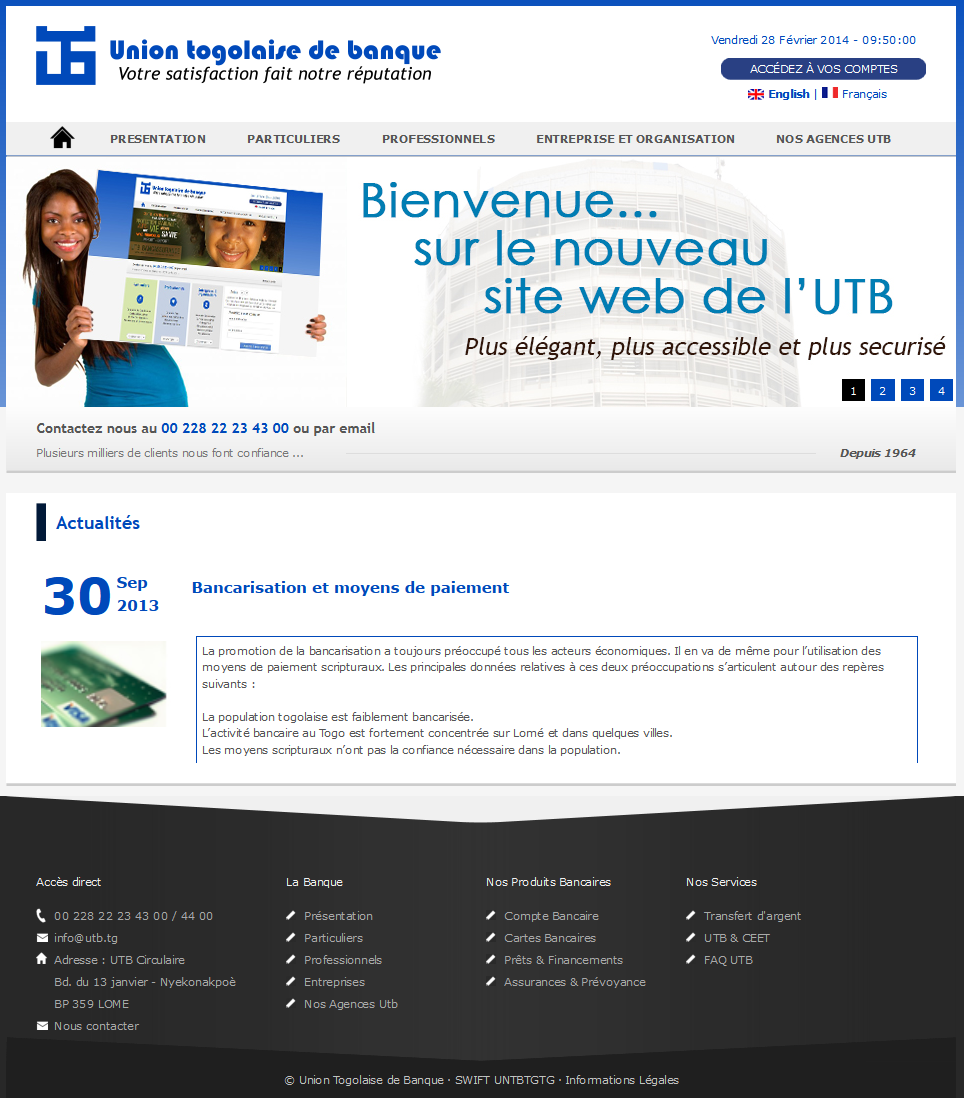 Union togolaise de banque
Votre satisfaction fait notre réputation
Vendredi 28 Février 2014 - 09:50:00
ACCÉDEZ À VOS COMPTES
English | Français
PRESENTATION PARTICULIERS PROFESSIONNELS ENTREPRISE ET ORGANISATION NOS AGENCES UTB
Union togolaise de banque
Bienvenue...
sur le nouveau
site web de l'UTB
Plus élégant, plus accessible et plus securisé
1 2 3 4
Contactez nous au 00 228 22 23 43 00 ou par email
Plusieurs milliers de clients nous font confiance ...
Depuis 1964
Actualités
30 Sep
2013
Bancarisation et moyens de paiement
La promotion de la bancarisation a toujours préoccupé tous les acteurs économiques. Il en va de même pour l'utilisation des
moyens de paiement scripturaux. Les principales données relatives à ces deux préoccupations s'articulent autour des repères
suivants :
La population togolaise est faiblement bancarisée.
L'activité bancaire au Togo est fortement concentrée sur Lomé et dans quelques villes.
Les moyens scripturaux n'ont pas la confiance nécessaire dans la population.
VISA
Accès direct
00 228 22 23 43 00 / 44 00
info@utb.tg
Adresse : UTB Circulaire
Bd. du 13 janvier - Nyekonakpoè
BP 359 LOME
Nous contacter
La Banque
Présentation
Particuliers
Professionnels
Entreprises
Nos Agences Utb
Nos Produits Bancaires
Compte Bancaire
Cartes Bancaires
Prêts & Financements
Assurances & Prévoyance
Nos Services
Transfert d'argent
UTB & CEET
FAQ UTB
© Union Togolaise de Banque · SWIFT UNTBTGTG · Informations Légales